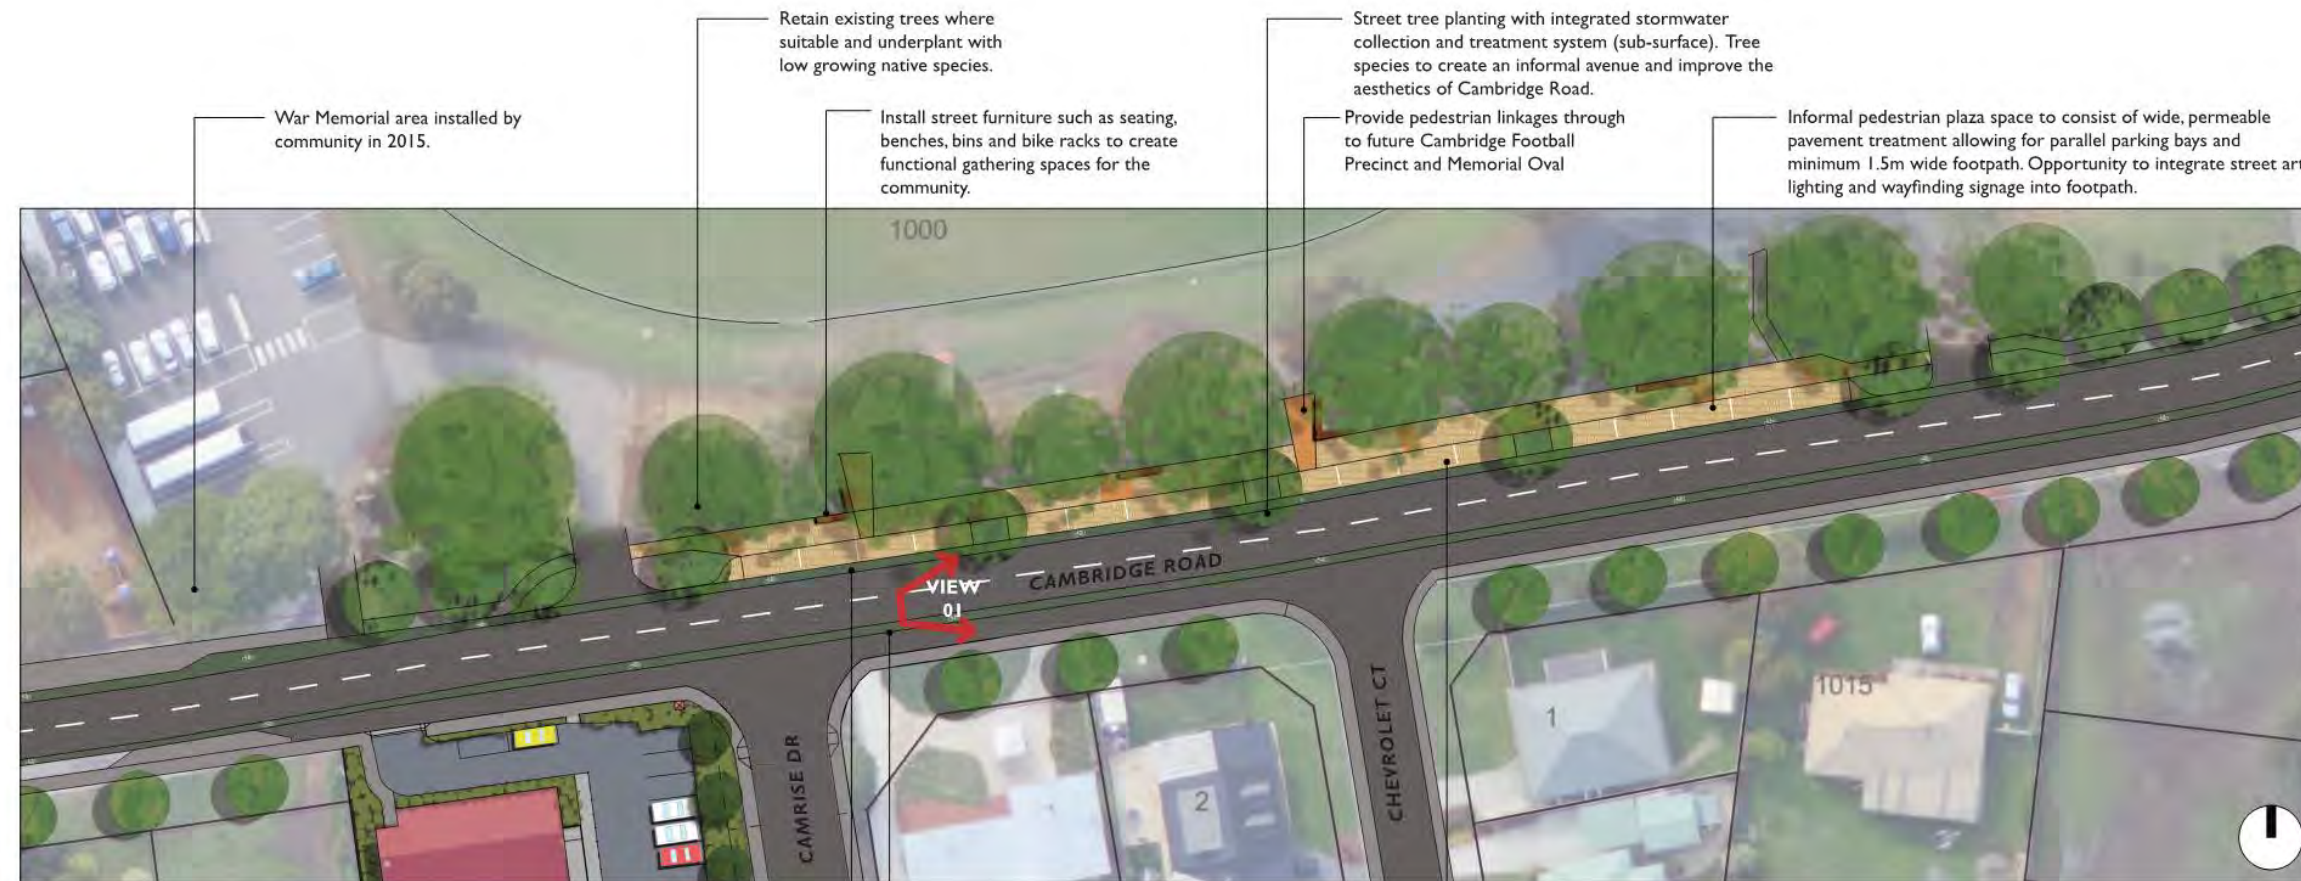 Retain existing trees where
suitable and underplant with
low growing native species.
Street tree planting with integrated stormwater
collection and treatment system (sub-surface). Tree
species to create an informal avenue and improve the
aesthetics of Cambridge Road.
War Memorial area installed by
community in 2015.
Install street furniture such as seating,
benches, bins and bike racks to create
functional gathering spaces for the
community.
Provide pedestrian linkages through
to future Cambridge Football
Precinct and Memorial Oval
Informal pedestrian plaza space to consist of wide, permeable
pavement treatment allowing for parallel parking bays and
minimum 1.5m wide footpath. Opportunity to integrate street art
lighting and wayfinding signage into footpath.
1000
VIEW
01
CAMBRIDGE ROAD
CAMRISE DR
CHEVROLET CT
2
1
1015